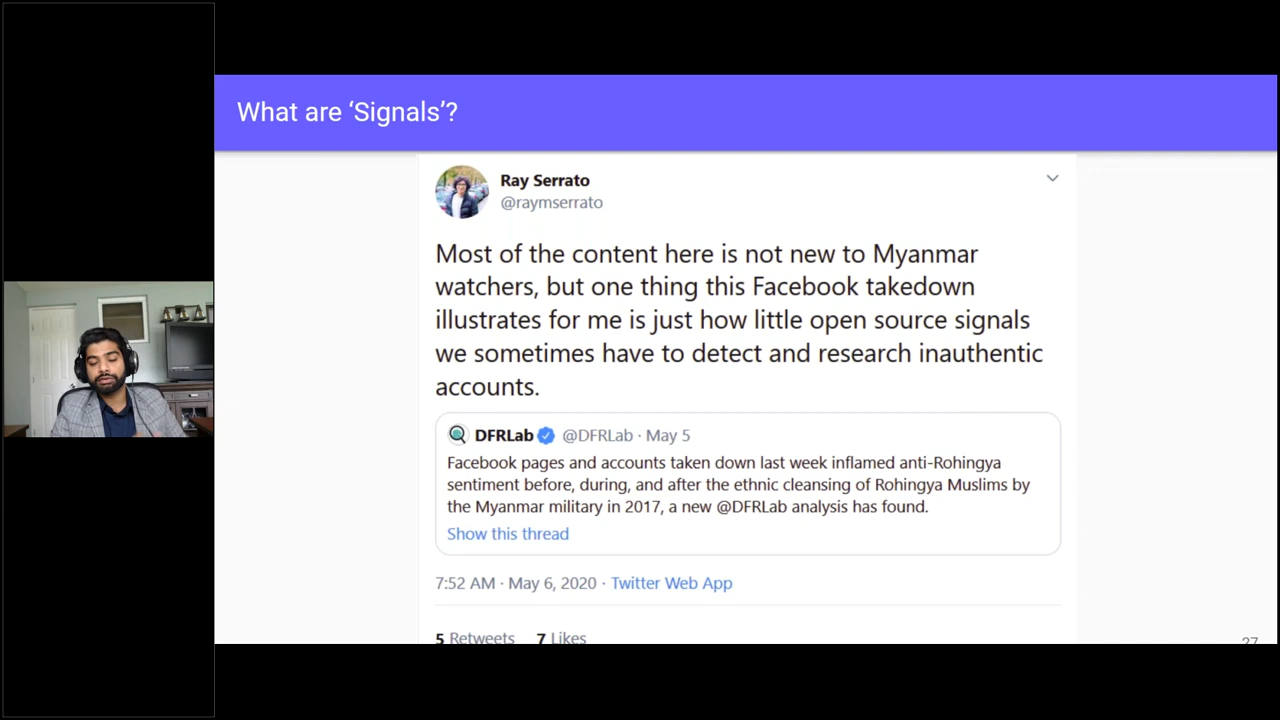 What are ‘Signals’?
Ray Serrato
@raymserrato
Most of the content here is not new to Myanmar
watchers, but one thing this Facebook takedown
illustrates for me is just how little open source signals
we sometimes have to detect and research inauthentic
accounts.
DFRLab @DFRLab · May 5
Facebook pages and accounts taken down last week inflamed anti-Rohingya
sentiment before, during, and after the ethnic cleansing of Rohingya Muslims by
the Myanmar military in 2017, a new @DFRLab analysis has found.
Show this thread
7:52 AM · May 6, 2020 · Twitter Web App
5 Retweets 7 Likes
27